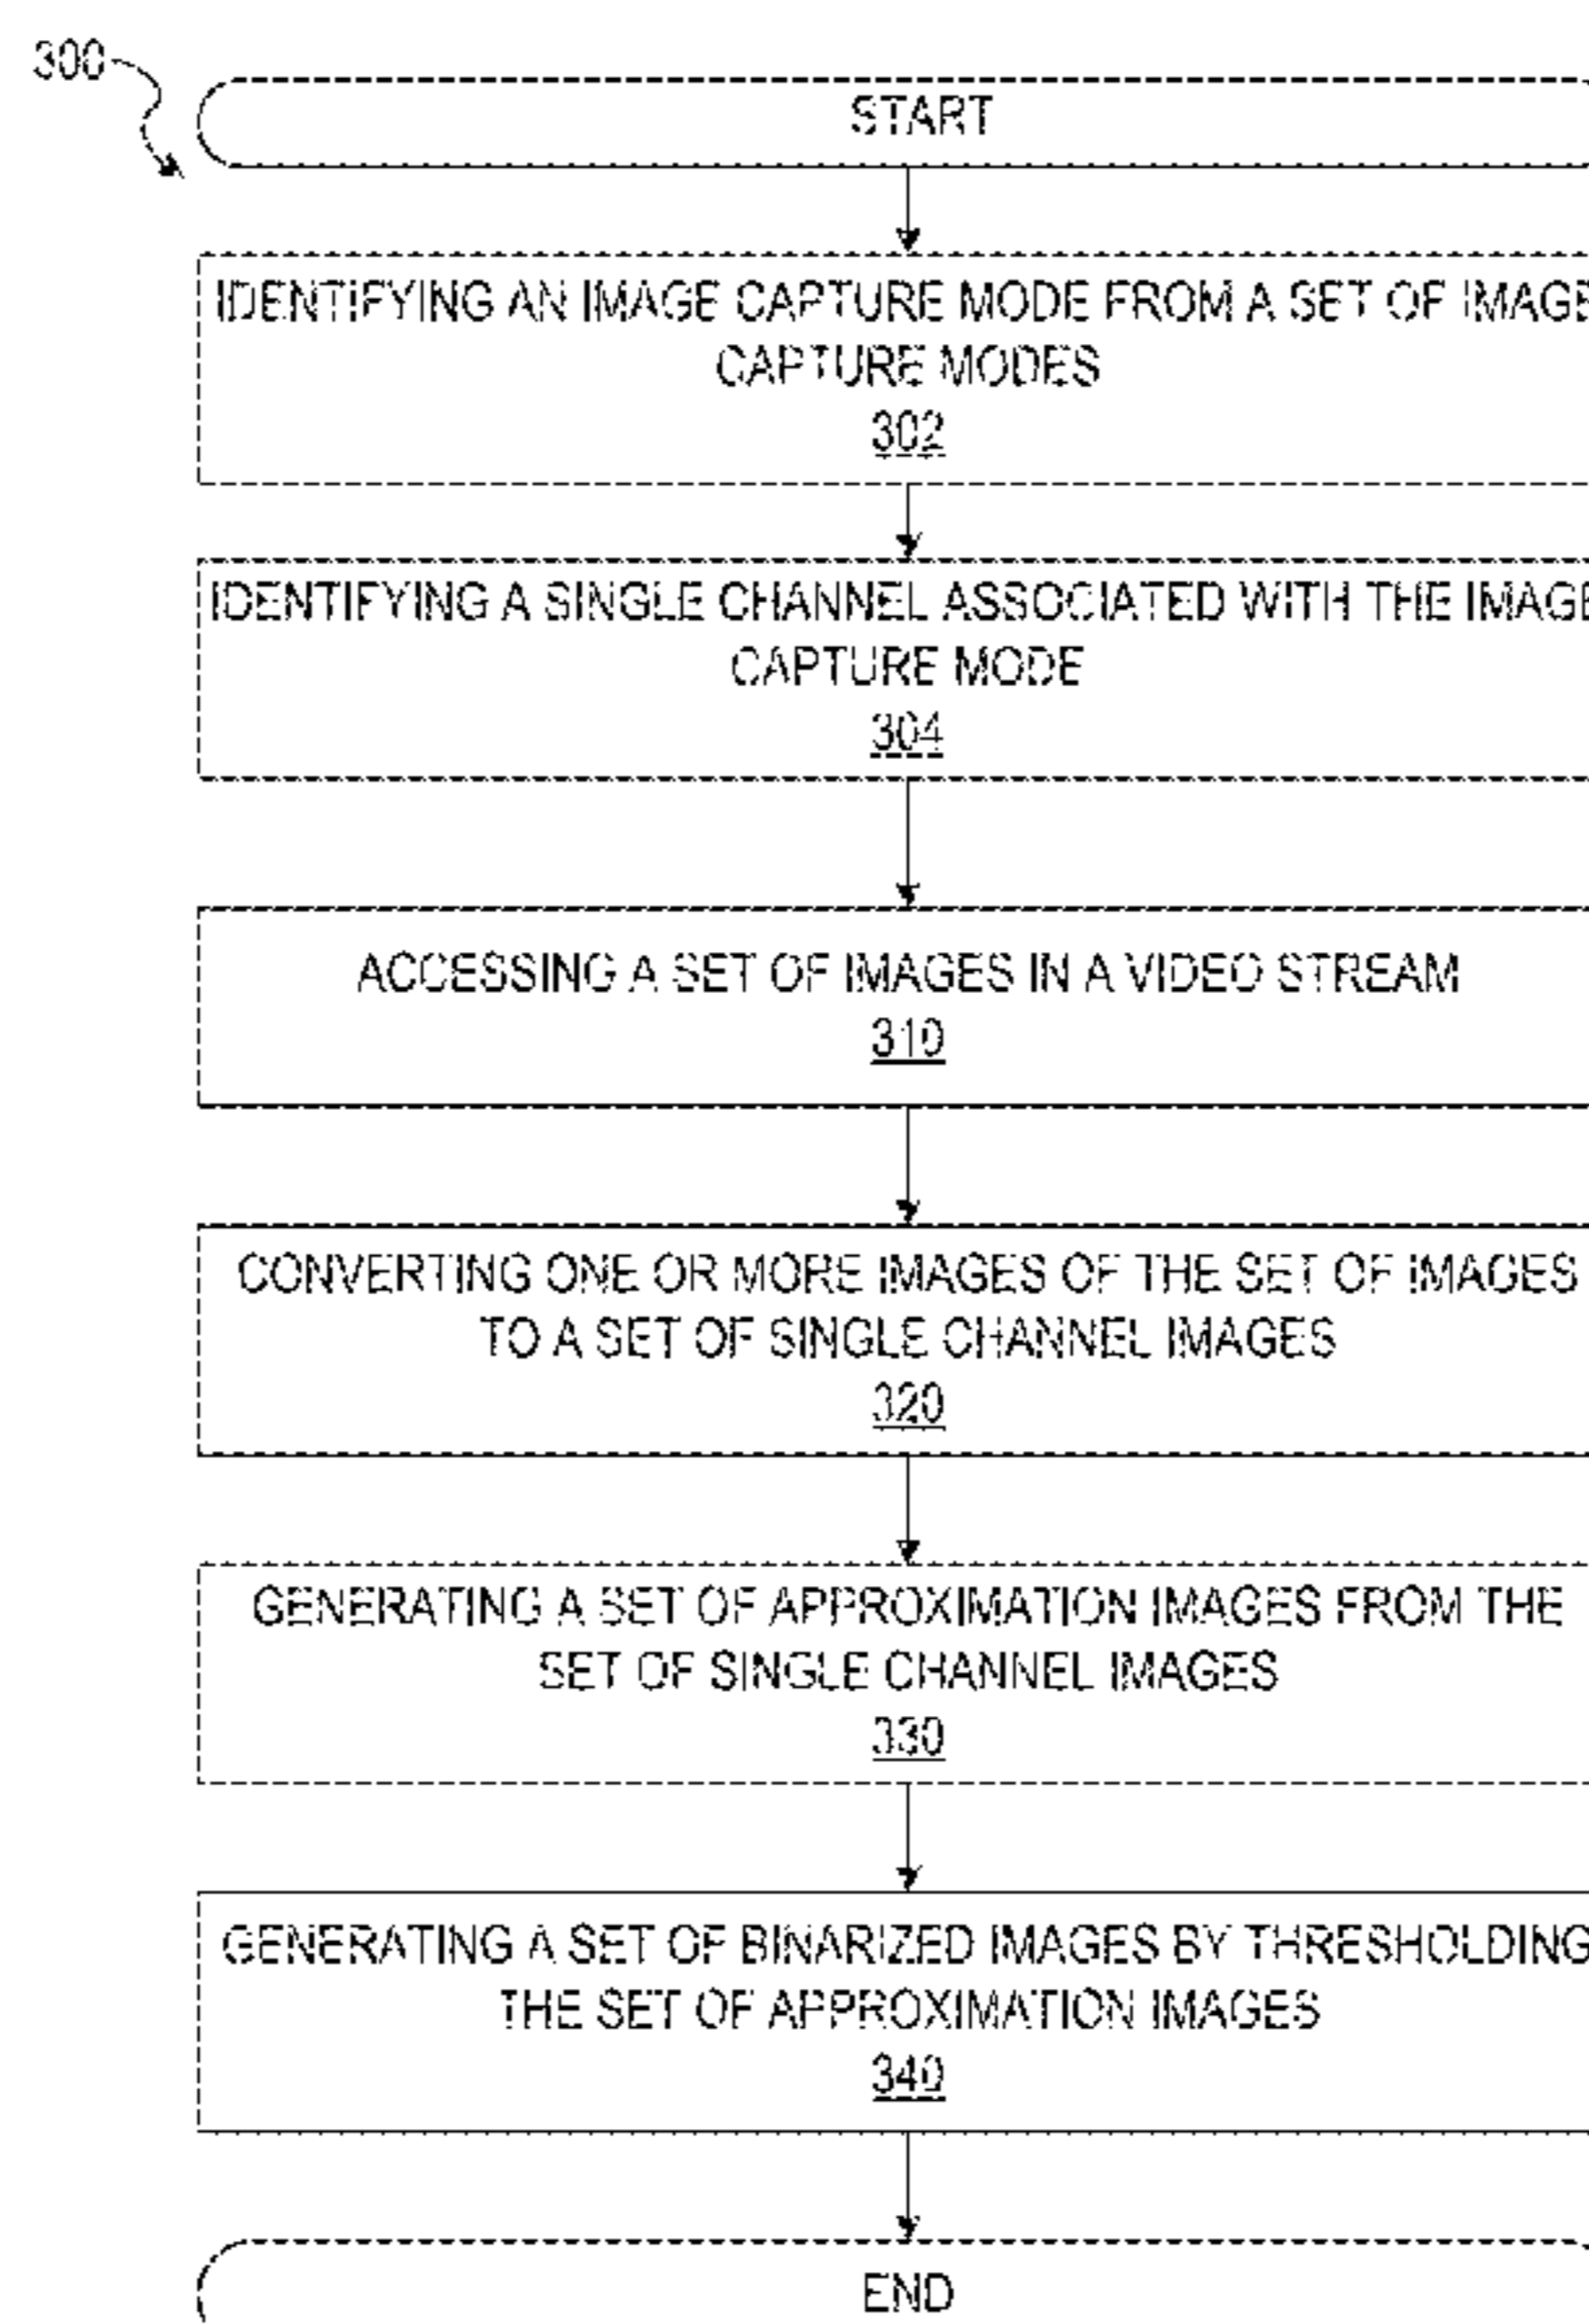 300
START
IDENTIFYING AN IMAGE CAPTURE MODE FROM A SET OF IMAGE
CAPTURE MODES
302
IDENTIFYING A SINGLE CHANNEL ASSOCIATED WITH THE IMAGE
CAPTURE MODE
304
ACCESSING A SET OF IMAGES IN A VIDEO STREAM
310
CONVERTING ONE OR MORE IMAGES OF THE SET OF IMAGES
TO A SET OF SINGLE CHANNEL IMAGES
320
GENERATING A SET OF APPROXIMATION IMAGES FROM THE
SET OF SINGLE CHANNEL IMAGES
330
GENERATING A SET OF BINARIZED IMAGES BY THRESHOLDING
THE SET OF APPROXIMATION IMAGES
340
END